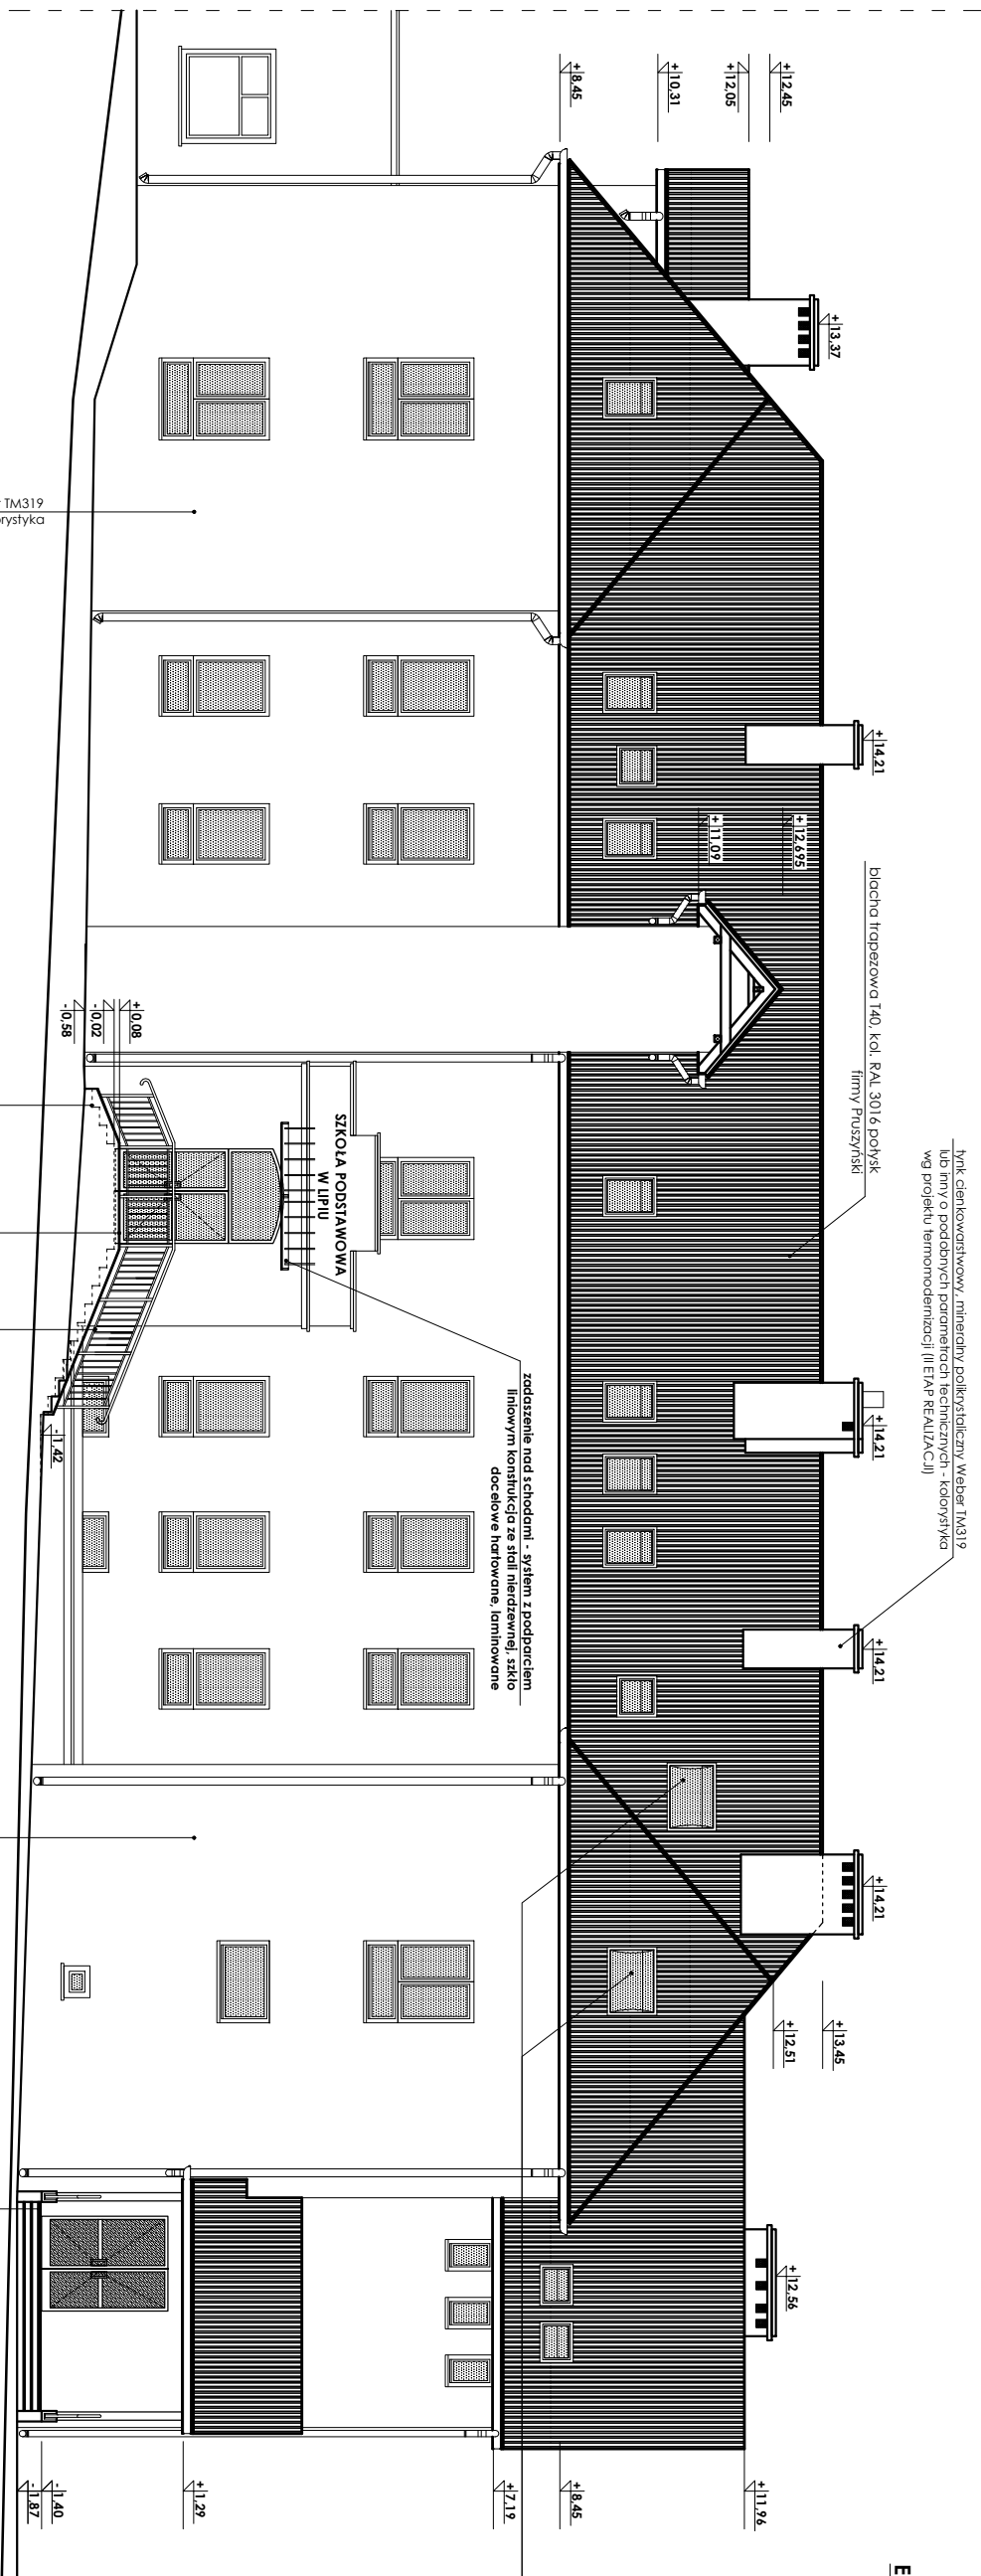 E
tynk cienkowarstwowy, mineralny polikrystaliczny Weber TM319
lub inny o podobnych parametrach technicznych - kolorystyka
wg projektu termomodernizacji (II ETAP REALIZACJI)
blacha trapezowa T40, kol. RAL 3016 połysk
firmy Pruszyński
+12,45
+12,05
+10,31
+8,45
+13,37
+14,21
+12,695
+11,09
+14,21
+14,21
+14,21
+13,45
+12,51
+12,56
+11,96
+8,45
+7,19
+1,29
-1,40
-1,87
zadaszenie nad schodami - system z podparciem
liniowym konstrukcja ze stali nierdzewnej, szkło
docelowe hartowane, laminowane
SZKOŁA PODSTAWOWA
W LIPIU
+0,08
-0,02
-0,58
-1,42
TM319